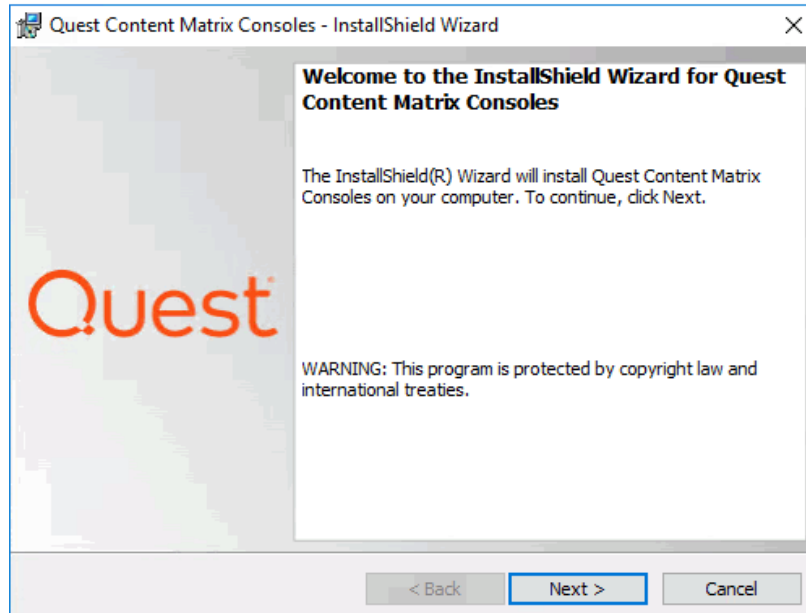 Quest Content Matrix Consoles - InstallShield Wizard
Welcome to the InstallShield Wizard for Quest
Content Matrix Consoles
The InstallShield(R) Wizard will install Quest Content Matrix
Consoles on your computer. To continue, click Next.
Quest
WARNING: This program is protected by copyright law and
international treaties.
< Back
Next >
Cancel